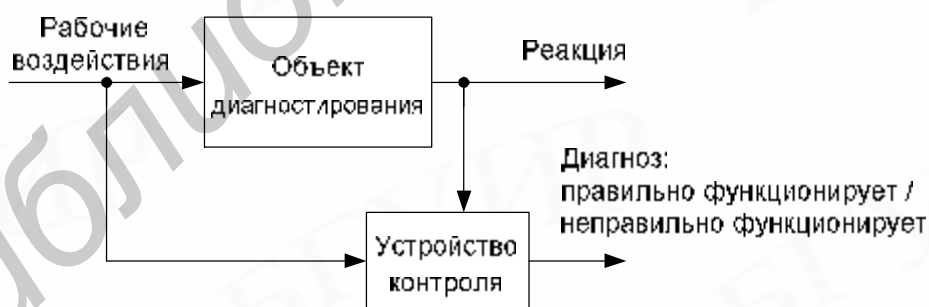 Рабочие
воздействия
Объект
диагностирования
Реакция
Диагноз:
правильно функционирует /
неправильно функционирует
Устройство
контроля